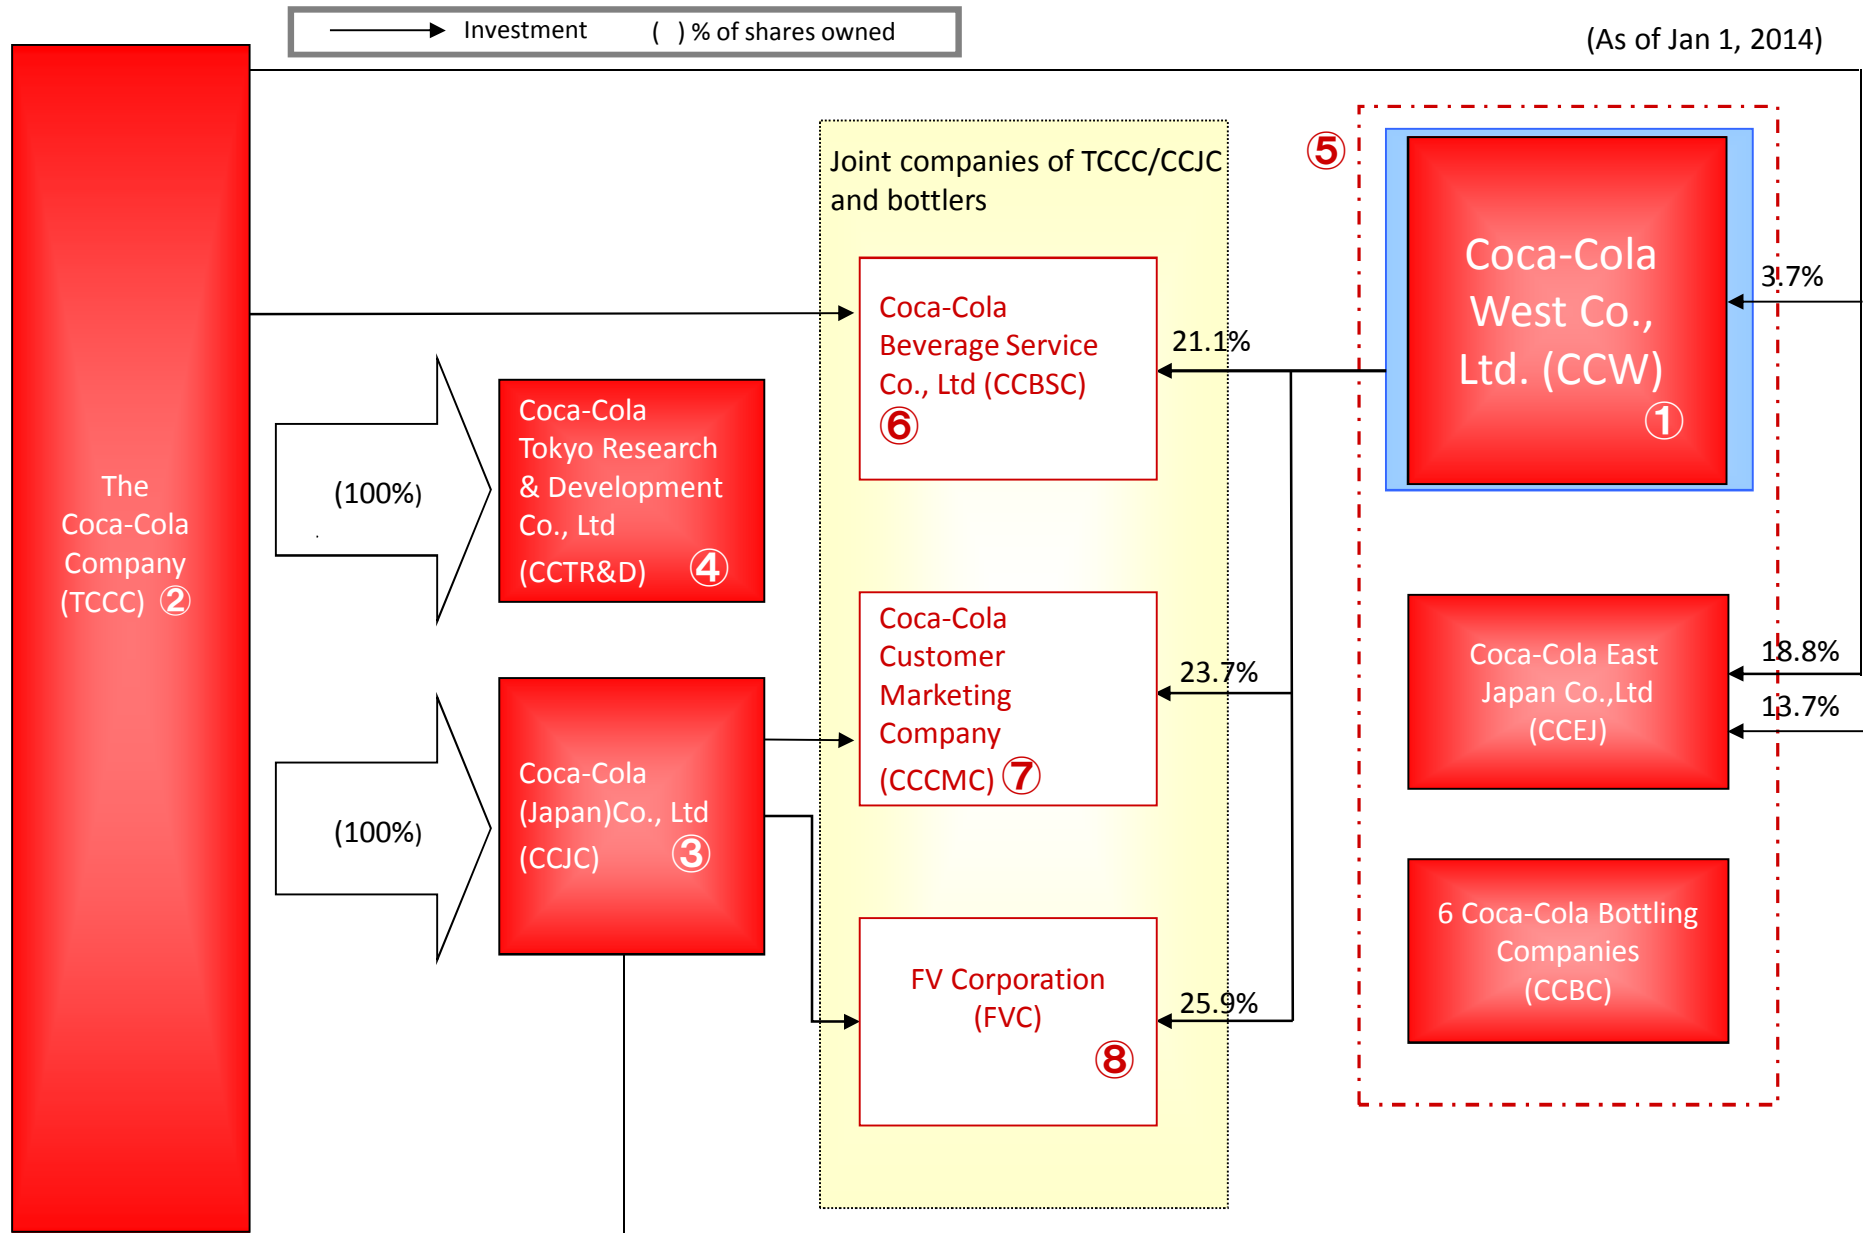 Investment ( ) % of shares owned
(As of Jan 1, 2014)
The
Coca-Cola
Company
(TCCC) ②
(100%)
Coca-Cola
Tokyo Research
& Development
Co., Ltd
(CCTR&D) ④
(100%)
Coca-Cola
(Japan)Co., Ltd
(CCJC) ③
Joint companies of TCCC/CCJC
and bottlers
Coca-Cola
Beverage Service
Co., Ltd (CCBSC)
⑥
21.1%
Coca-Cola
Customer
Marketing
Company
(CCCMC) ⑦
23.7%
FV Corporation
(FVC)
⑧
25.9%
⑤
Coca-Cola
West Co.,
Ltd. (CCW)
①
3.7%
Coca-Cola East
Japan Co.,Ltd
(CCEJ)
18.8%
13.7%
6 Coca-Cola Bottling
Companies
(CCBC)